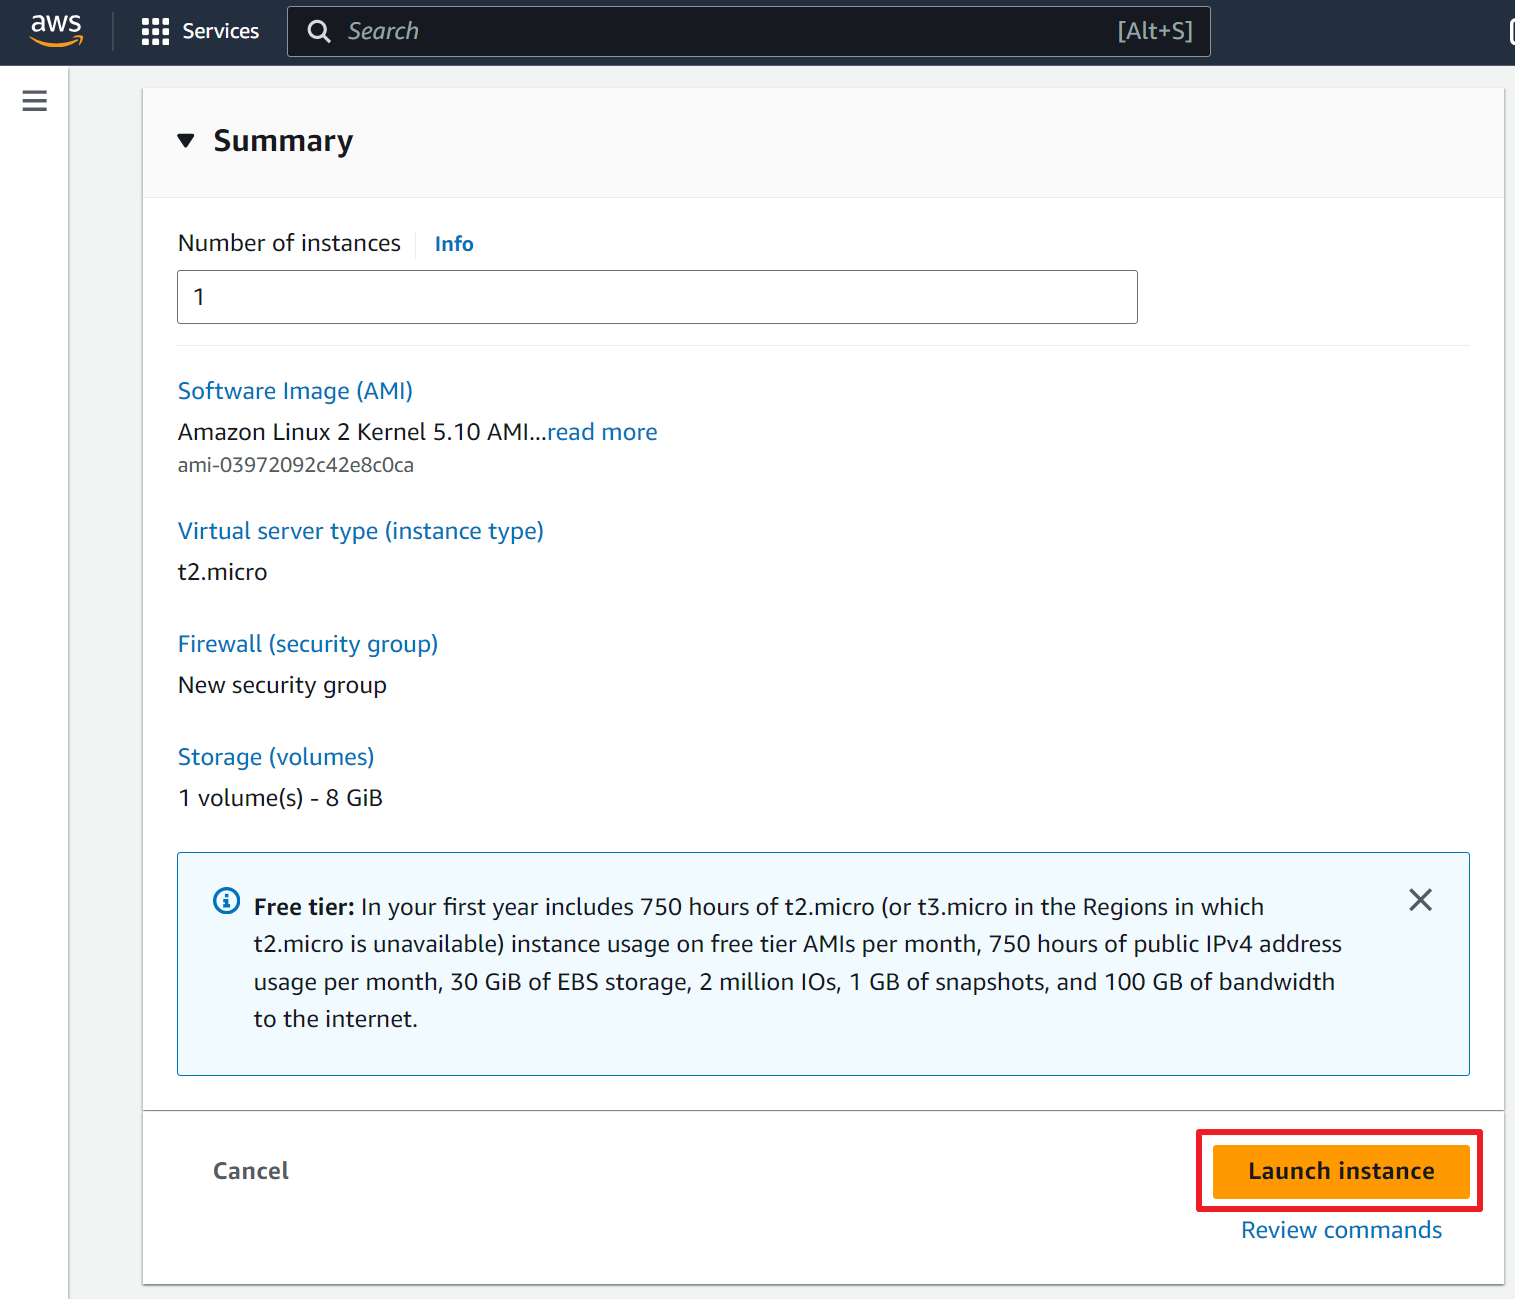 aws
Services
Search
[Alt+S]
Summary
Number of instances
Info
1
Software Image (AMI)
Amazon Linux 2 Kernel 5.10 AMI...read more
ami-03972092c42e8c0ca
Virtual server type (instance type)
t2.micro
Firewall (security group)
New security group
Storage (volumes)
1 volume(s) - 8 GiB
Free tier: In your first year includes 750 hours of t2.micro (or t3.micro in the Regions in which
t2.micro is unavailable) instance usage on free tier AMIs per month, 750 hours of public IPv4 address
usage per month, 30 GiB of EBS storage, 2 million IOs, 1 GB of snapshots, and 100 GB of bandwidth
to the internet.
Cancel
Launch instance
Review commands